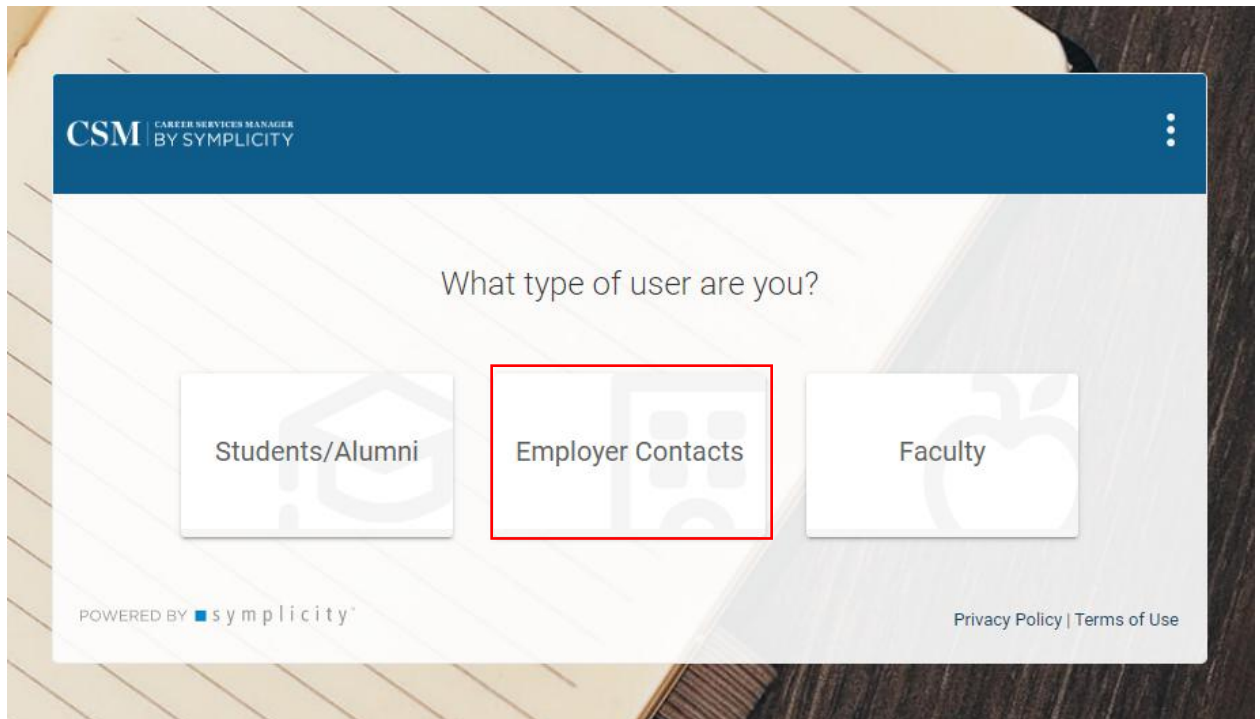 CSM CAREER SERVICES MANAGER
BY SYMPLICITY
What type of user are you?
Students/Alumni
Employer Contacts
Faculty
POWERED BY symplicity
Privacy Policy | Terms of Use